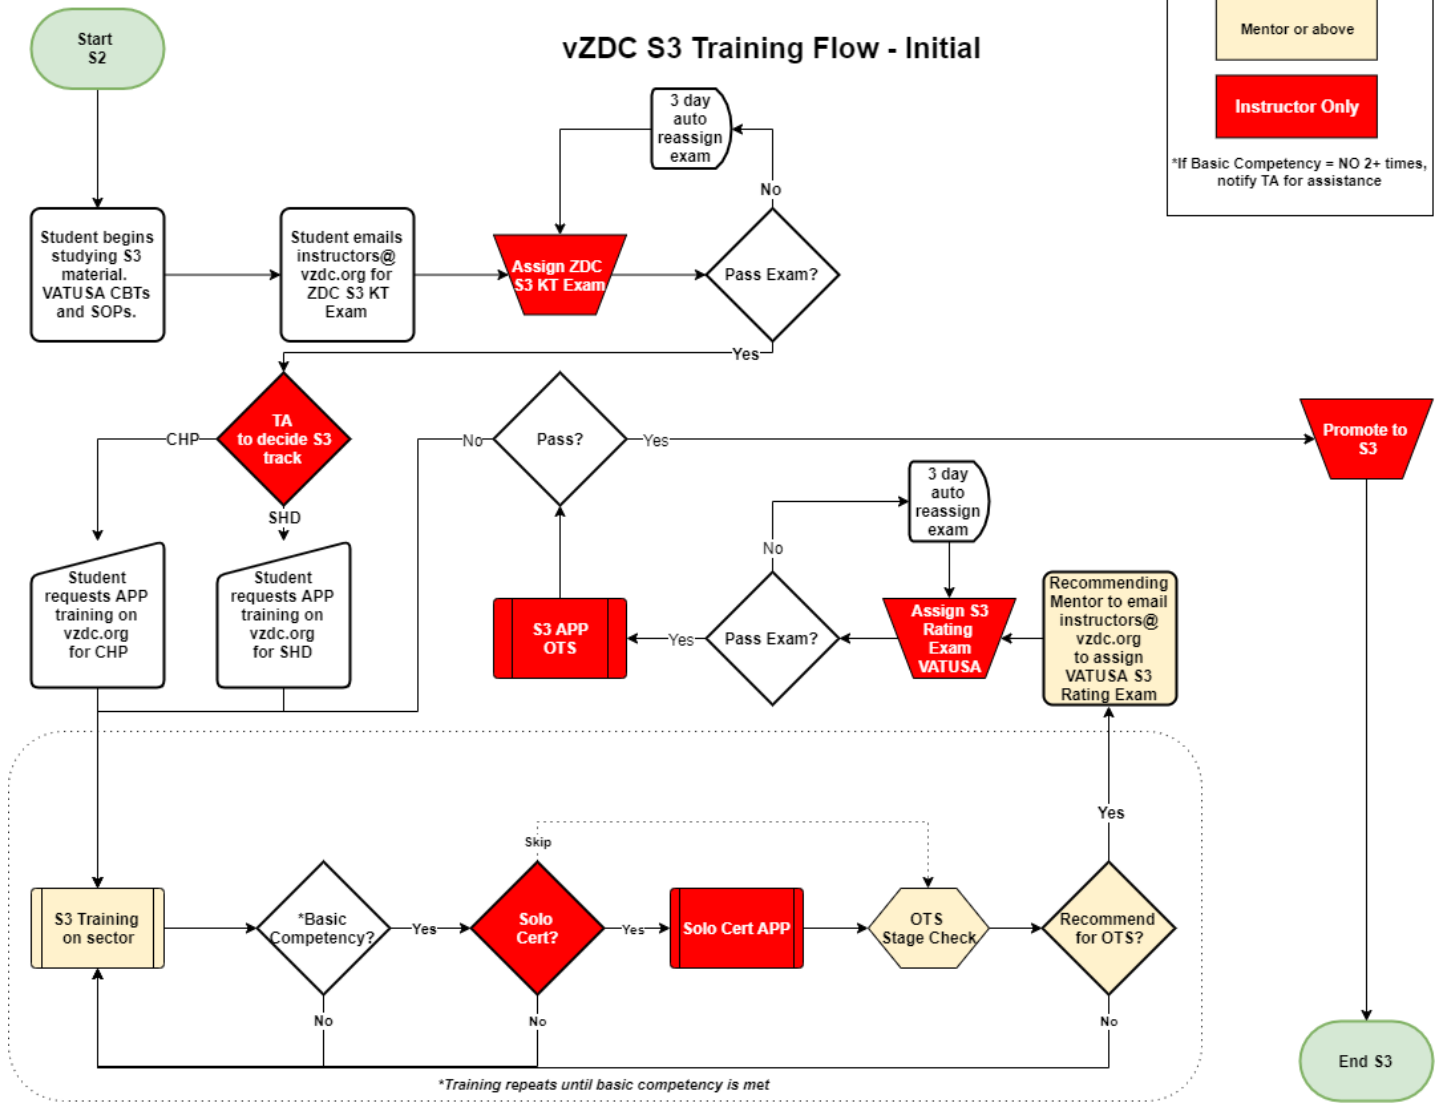 Start
S2
vZDC S3 Training Flow - Initial
Mentor or above
Instructor Only
*If Basic Competency = NO 2+ times,
notify TA for assistance
3 day
auto
reassign
exam
No
Student begins
studying S3
material.
VATUSA CBTs
and SOPs.
Student emails
instructors@
vzdc.org for
ZDC S3 KT
Exam
Assign ZDC
S3 KT Exam
Pass Exam?
Yes
TA
to decide S3
track
CHP
SHD
No
Pass?
Yes
Promote to
S3
3 day
auto
reassign
exam
No
Student
requests APP
training on
vzdc.org
for CHP
Student
requests APP
training on
vzdc.org
for SHD
S3 APP
OTS
Yes
Pass Exam?
Assign S3
Rating
Exam
VATUSA
Recommending
Mentor to email
instructors@
vzdc.org
to assign
VATUSA S3
Rating Exam
Yes
Skip
S3 Training
on sector
*Basic
Competency?
Yes
Solo
Cert?
Yes
Solo Cert APP
OTS
Stage Check
Recommend
for OTS?
No
No
No
*Training repeats until basic competency is met
End S3